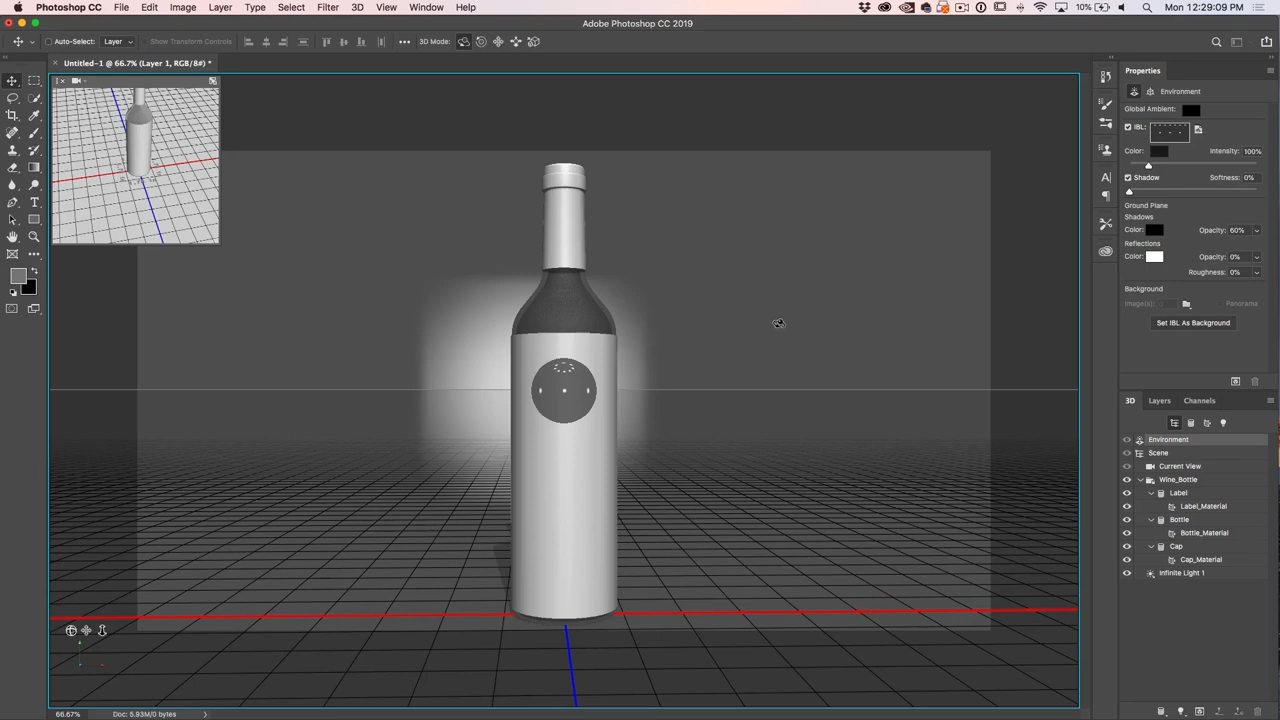 Photoshop CC File Edit Image Layer Type Select Filter 3D View Window Help 10% Mon 12:29:09 PM
Adobe Photoshop CC 2019
Auto-Select: Layer Show Transform Controls 3D Mode:
Untitled-1 @ 66.7% (Layer 1, RGB/8#) *
Properties
Environment
Global Ambient:
IBL:
Color: Intensity: 100%
Shadow Softness: 0%
Ground Plane
Shadows
Color: Opacity: 60%
Reflections
Color: Opacity: 0%
Roughness: 0%
Background
Image(s): Panorama
Set IBL As Background
3D Layers Channels
Environment
Scene
Current View
Wine_Bottle
Label
Label_Material
Bottle
Bottle_Material
Cap
Cap_Material
Infinite Light 1
66.67% Doc: 5.93M/0 bytes